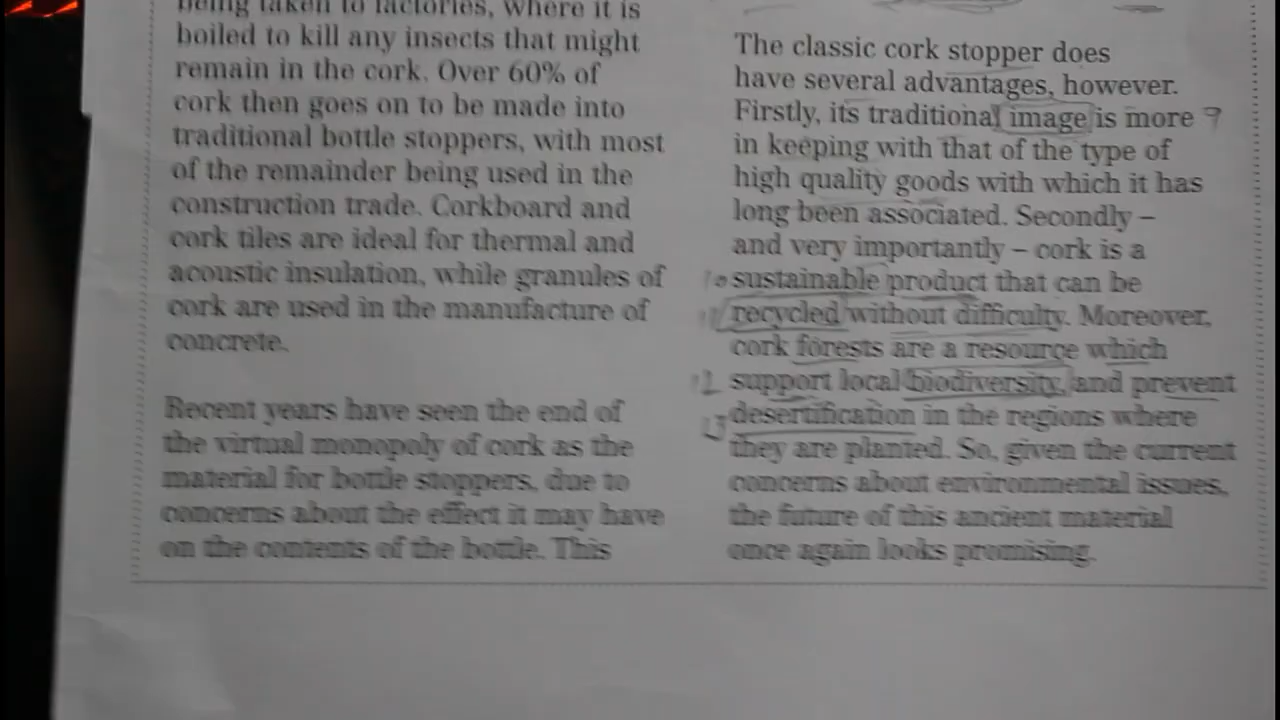 being taken to factories, where it is
boiled to kill any insects that might
remain in the cork. Over 60% of
cork then goes on to be made into
traditional bottle stoppers, with most
of the remainder being used in the
construction trade. Corkboard and
cork tiles are ideal for thermal and
acoustic insulation, while granules of
cork are used in the manufacture of
concrete.
Recent years have seen the end of
the virtual monopoly of cork as the
material for bottle stoppers, due to
concerns about the effect it may have
on the contents of the bottle. This
The classic cork stopper does
have several advantages, however.
Firstly, its traditional image is more 9
in keeping with that of the type of
high quality goods with which it has
long been associated. Secondly –
and very importantly – cork is a
10 sustainable product that can be
11 recycled without difficulty. Moreover,
cork forests are a resource which
12 support local biodiversity, and prevent
13 desertification in the regions where
they are planted. So, given the current
concerns about environmental issues,
the future of this ancient material
once again looks promising.